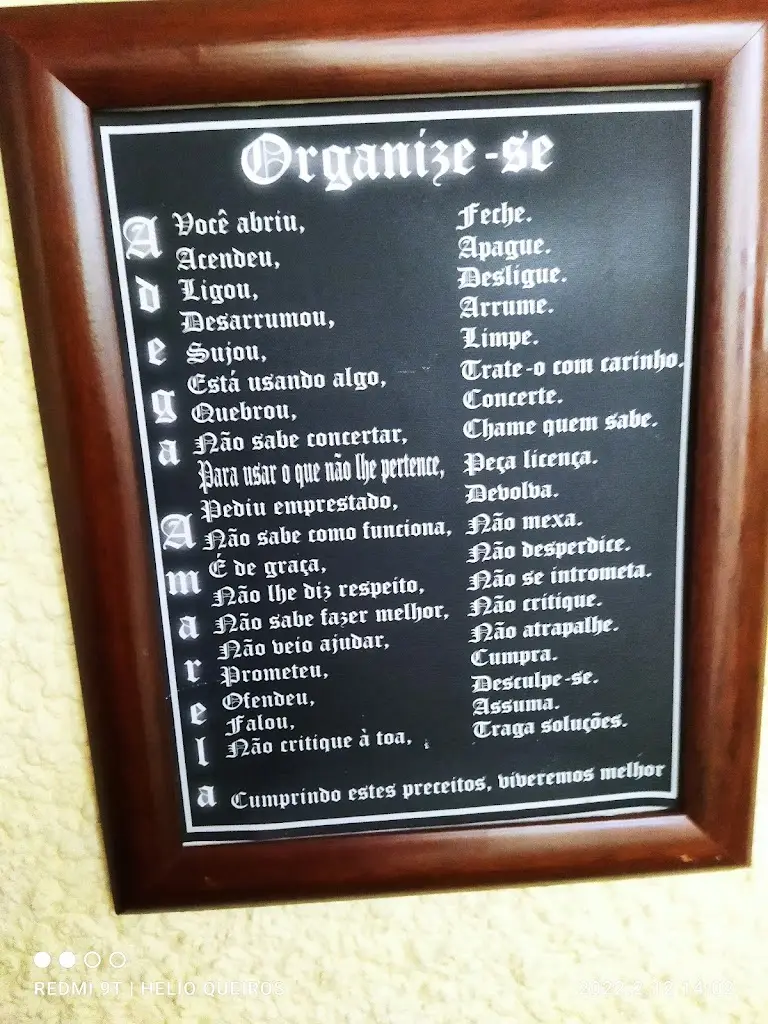 Organize-se
Adega Amarela
Você abriu, Feche.
Acendeu, Apague.
Ligou, Desligue.
Desarrumou, Arrume.
Sujou, Limpe.
Está usando algo, Trate-o com carinho.
Quebrou, Concerte.
Não sabe concertar, Chame quem sabe.
Para usar o que não lhe pertence, Peça licença.
Pediu emprestado, Devolva.
Não sabe como funciona, Não mexa.
É de graça, Não desperdice.
Não lhe diz respeito, Não se intrometa.
Não sabe fazer melhor, Não critique.
Não veio ajudar, Não atrapalhe.
Prometeu, Cumpra.
Ofendeu, Desculpe-se.
Falou, Assuma.
Não critique à toa, Traga soluções.
Cumprindo estes preceitos, viveremos melhor
REDMI 9T | HELIO QUEIROS